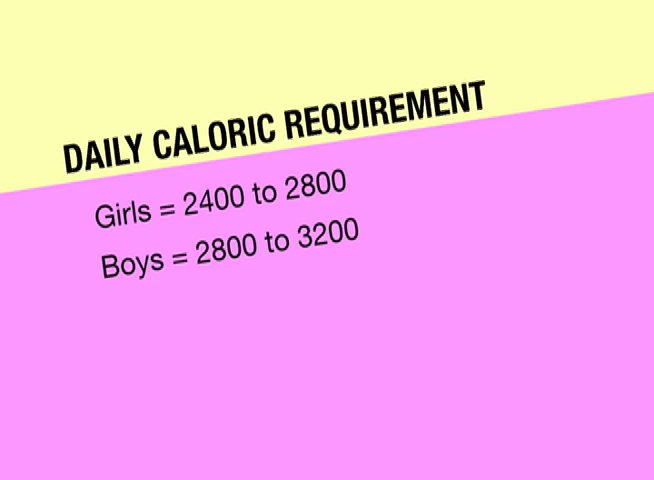 DAILY CALORIC REQUIREMENT
Girls = 2400 to 2800
Boys = 2800 to 3200